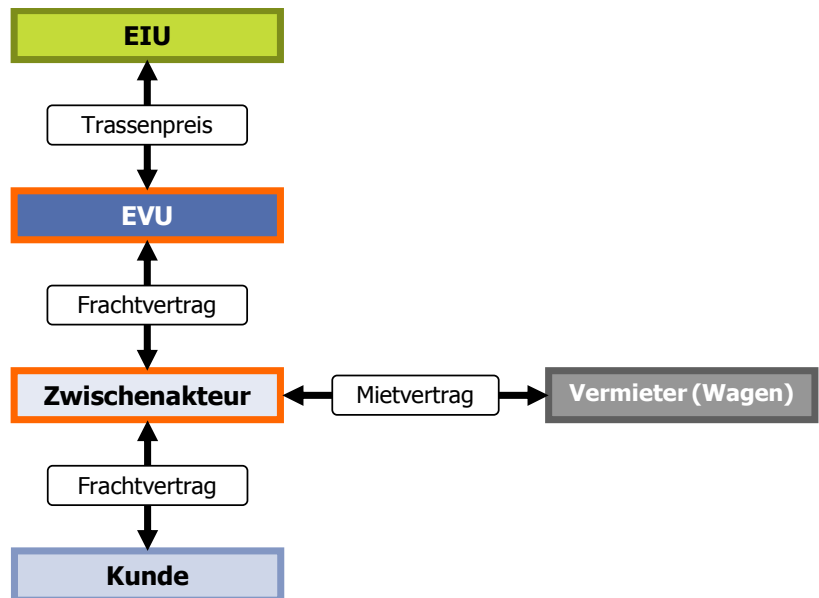 EIU
Trassenpreis
EVU
Frachtvertrag
Zwischenakteur
Mietvertrag
Vermieter (Wagen)
Frachtvertrag
Kunde